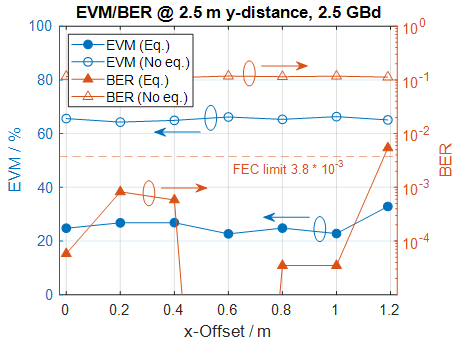 EVM/BER @ 2.5 m y-distance, 2.5 GBd
EVM (Eq.)
EVM (No eq.)
BER (Eq.)
BER (No eq.)
FEC limit 3.8 * 10^-3
EVM / %
100
80
60
40
20
0
BER
10^0
10^-1
10^-2
10^-3
10^-4
0 0.2 0.4 0.6 0.8 1 1.2
x-Offset / m